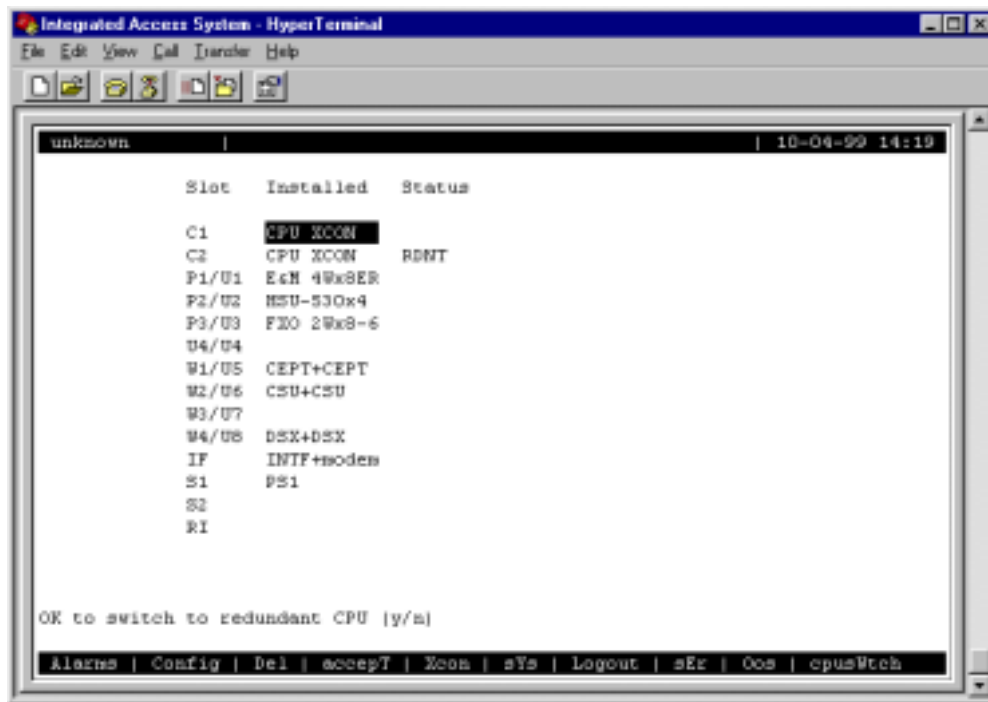 Integrated Access System - HyperTerminal
File Edit View Call Transfer Help
unknown | | 10-04-99 14:19
Slot Installed Status
C1 CPU XCON
C2 CPU XCON RDNT
P1/U1 E&M 4Wx8ER
P2/U2 HSU-530x4
P3/U3 FXO 2Wx8-6
U4/U4
W1/U5 CEPT+CEPT
W2/U6 CSU+CSU
W3/U7
W4/U8 DSX+DSX
IF INTF+modem
S1 PS1
S2
RI
OK to switch to redundant CPU (y/n)
Alarms | Config | Del | accepT | Xcon | sYs | Logout | sEr | Oos | cpusWtch